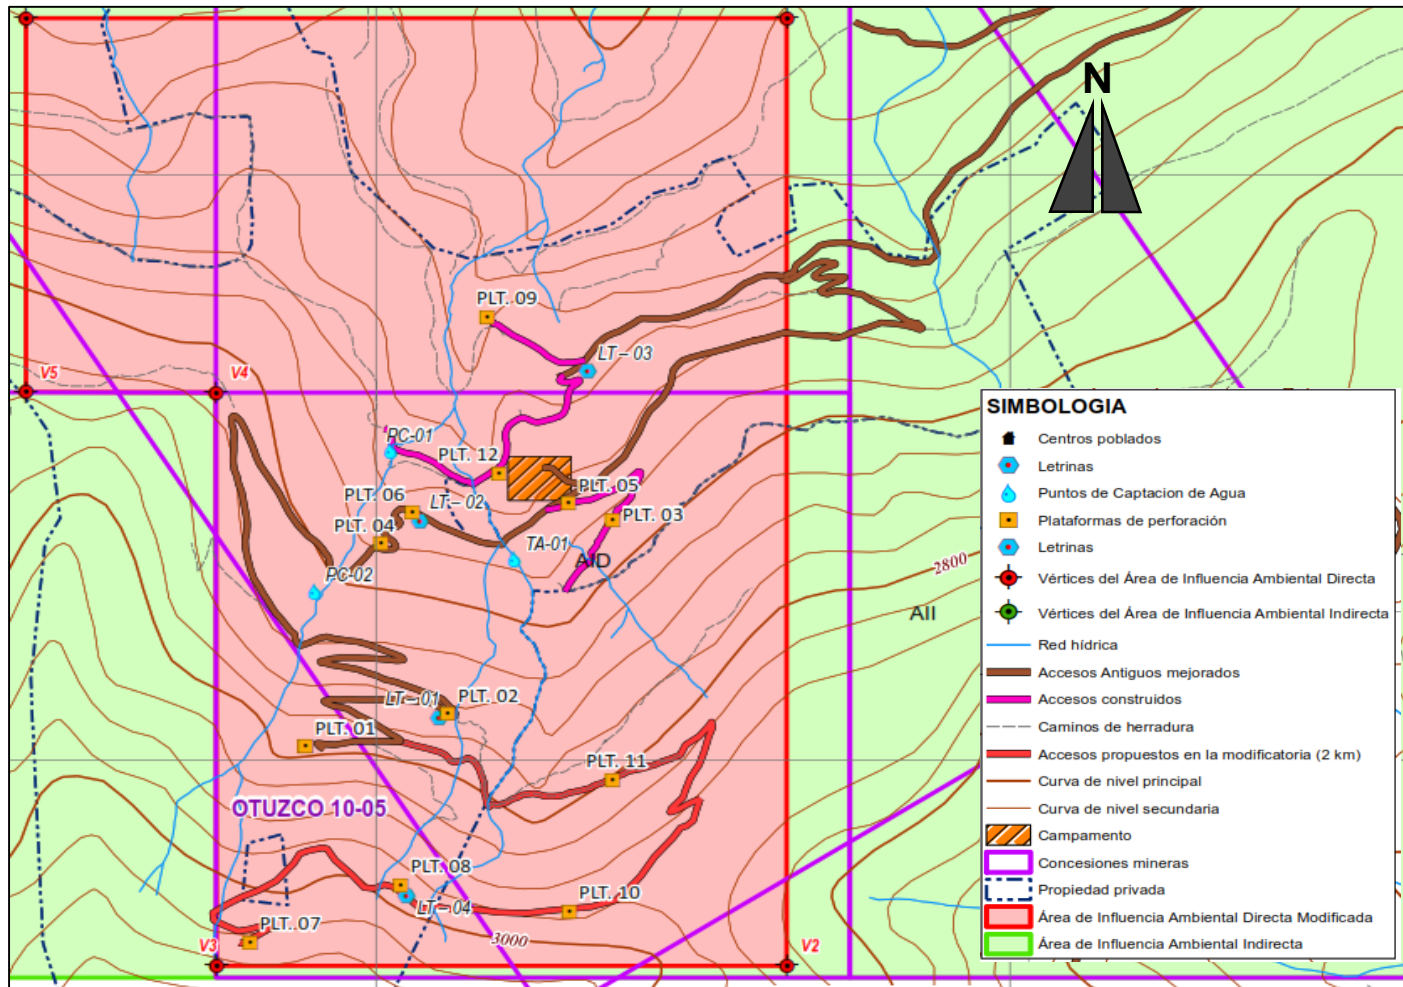 N
PLT. 09
LT – 03
V5
V4
PC-01
PLT. 12
PLT. 05
PLT. 06
LT – 02
PLT. 03
PLT. 04
TA-01
AID
PC-02
2800
AII
LT – 01
PLT. 02
PLT. 01
PLT. 11
OTUZCO 10-05
PLT. 08
LT – 04
PLT. 10
PLT. 07
V3
3000
V2
SIMBOLOGIA
Centros poblados
Letrinas
Puntos de Captacion de Agua
Plataformas de perforación
Letrinas
Vértices del Área de Influencia Ambiental Directa
Vértices del Área de Influencia Ambiental Indirecta
Red hídrica
Accesos Antiguos mejorados
Accesos construidos
Caminos de herradura
Accesos propuestos en la modificatoria (2 km)
Curva de nivel principal
Curva de nivel secundaria
Campamento
Concesiones mineras
Propiedad privada
Área de Influencia Ambiental Directa Modificada
Área de Influencia Ambiental Indirecta